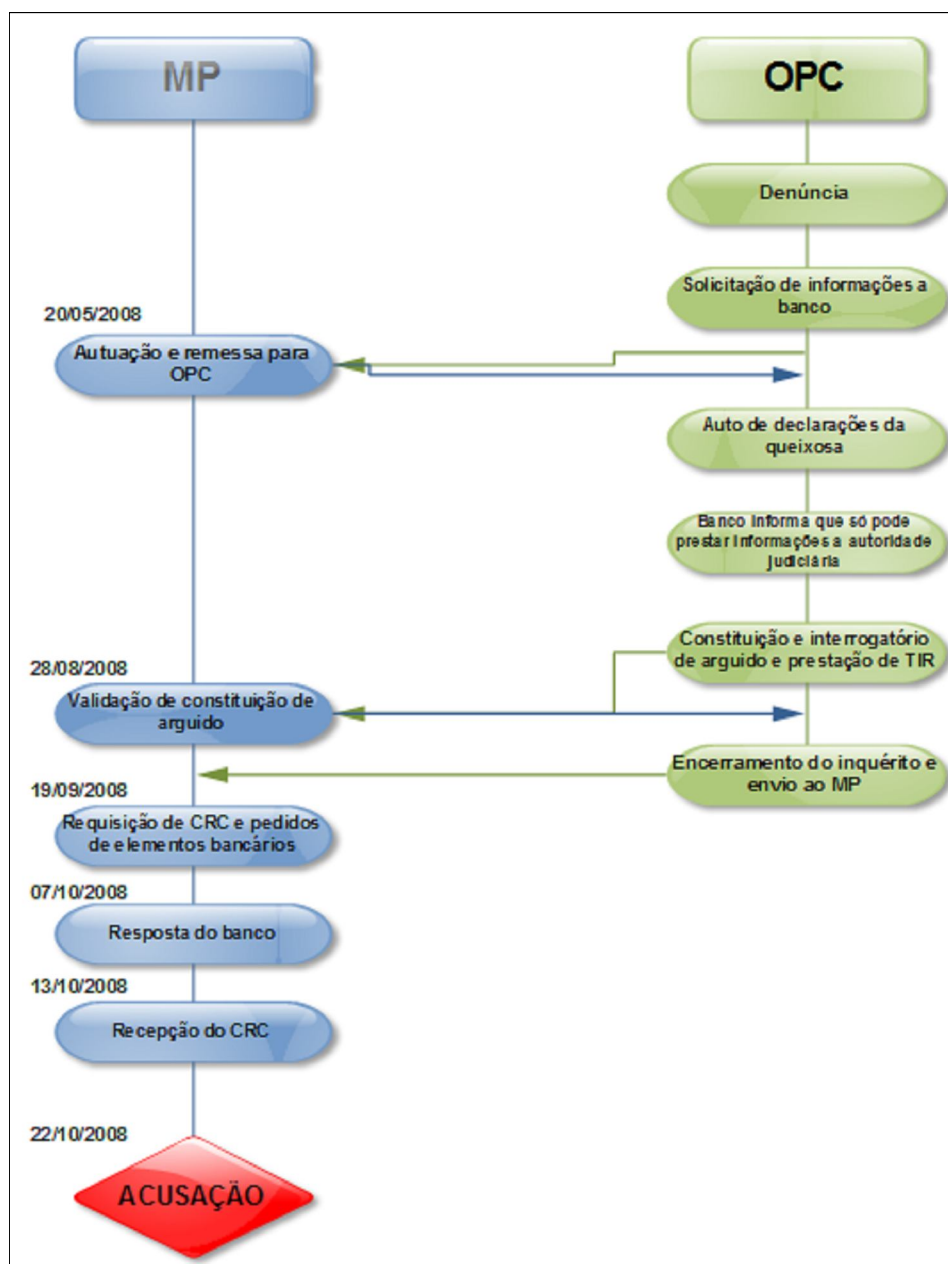 MP
OPC
Denúncia
Solicitação de informações a
banco
20/05/2008
Autuação e remessa para
OPC
Auto de declarações da
queixosa
Banco informa que só pode
prestar informações a autoridade
judiciária
Constituição e interrogatório
de arguido e prestação de TIR
28/08/2008
Validação de constituição de
arguido
Encerramento do inquérito e
envio ao MP
19/09/2008
Requisição de CRC e pedidos
de elementos bancários
07/10/2008
Resposta do banco
13/10/2008
Recepção do CRC
22/10/2008
ACUSAÇÃO